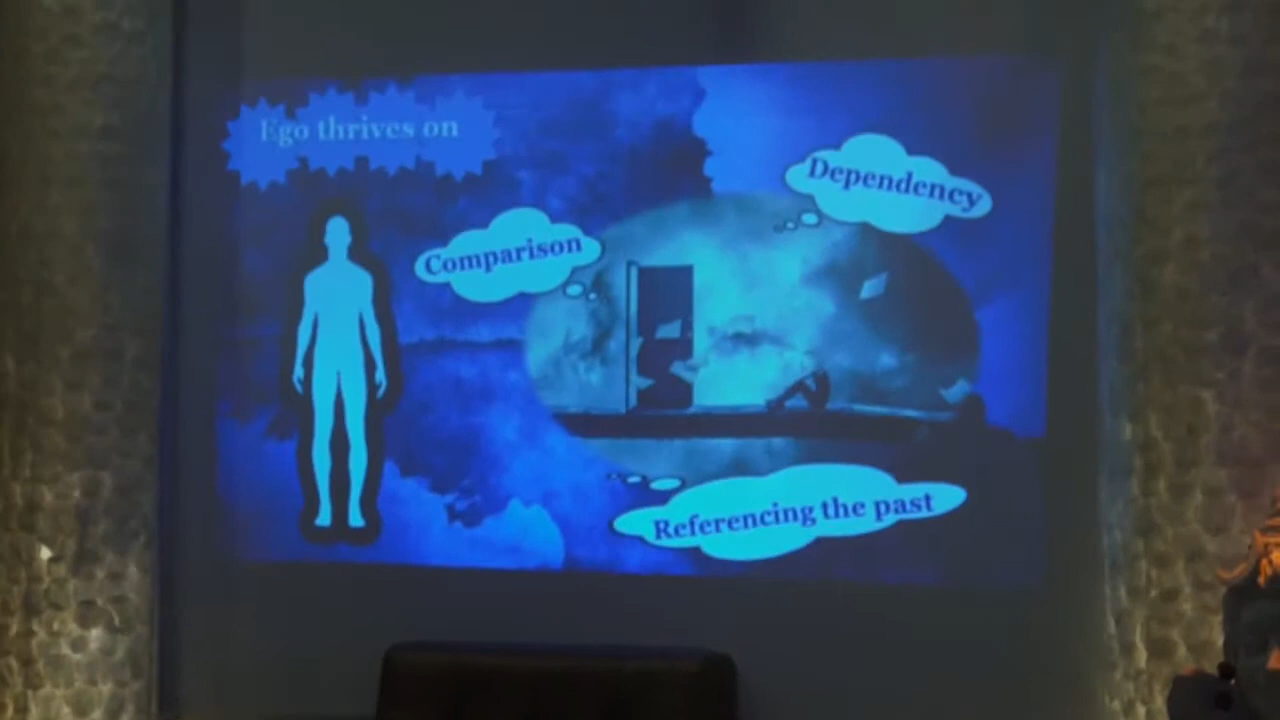 Ego thrives on
Dependency
Comparison
Referencing the past